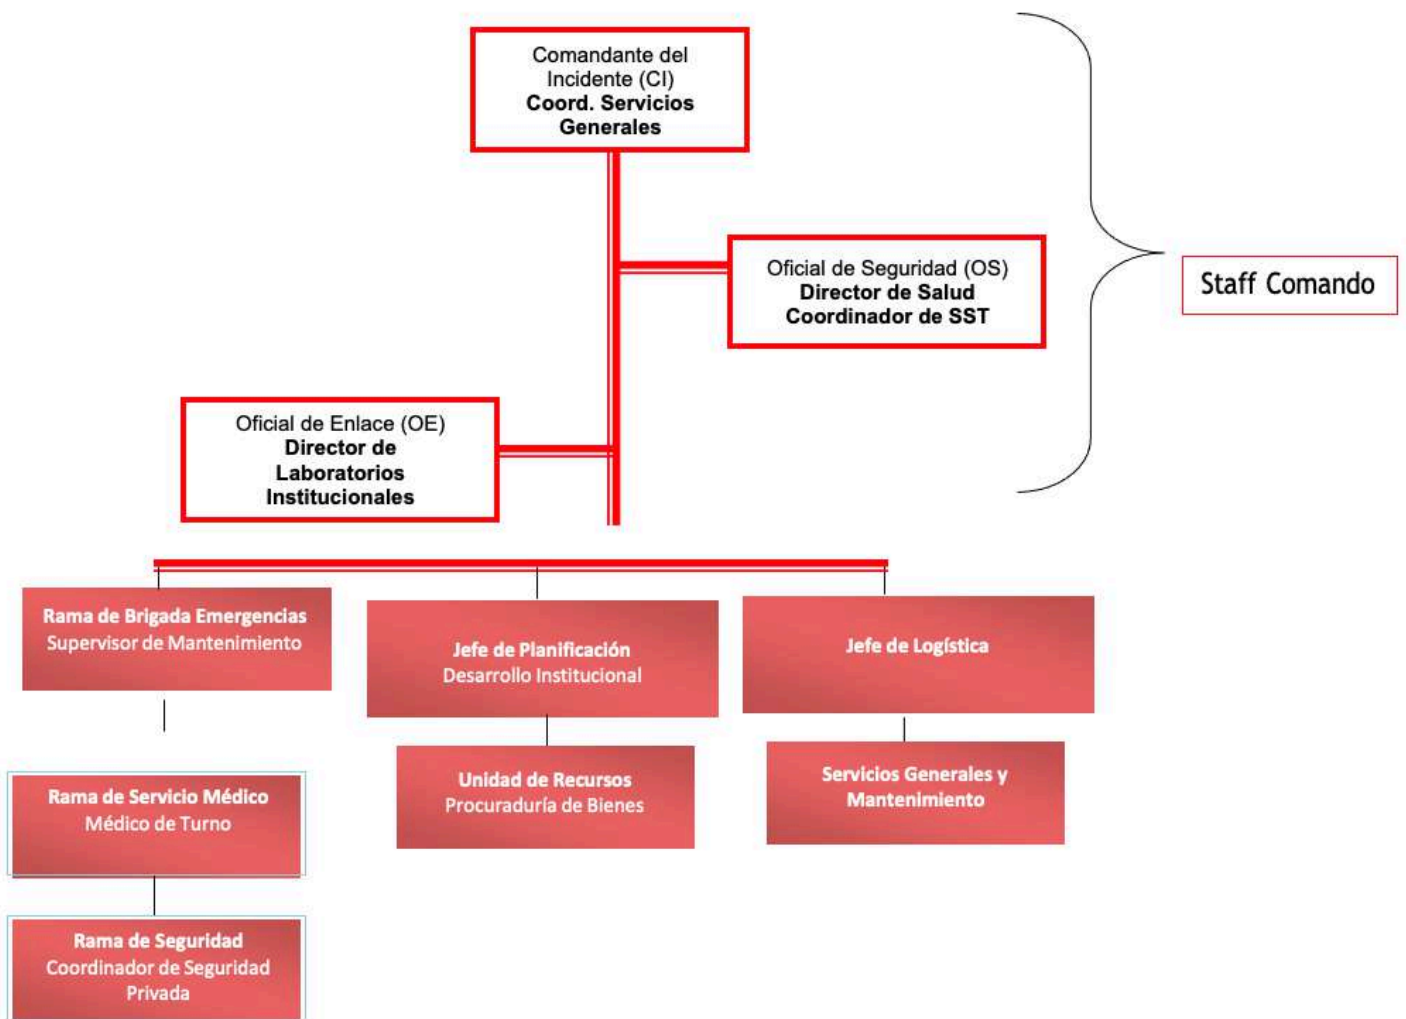 Comandante del
Incidente (CI)
Coord. Servicios
Generales
Oficial de Seguridad (OS)
Director de Salud
Coordinador de SST
Staff Comando
Oficial de Enlace (OE)
Director de
Laboratorios
Institucionales
Rama de Brigada Emergencias
Supervisor de Mantenimiento
Jefe de Planificación
Desarrollo Institucional
Jefe de Logística
Rama de Servicio Médico
Médico de Turno
Unidad de Recursos
Procuraduría de Bienes
Servicios Generales y
Mantenimiento
Rama de Seguridad
Coordinador de Seguridad
Privada